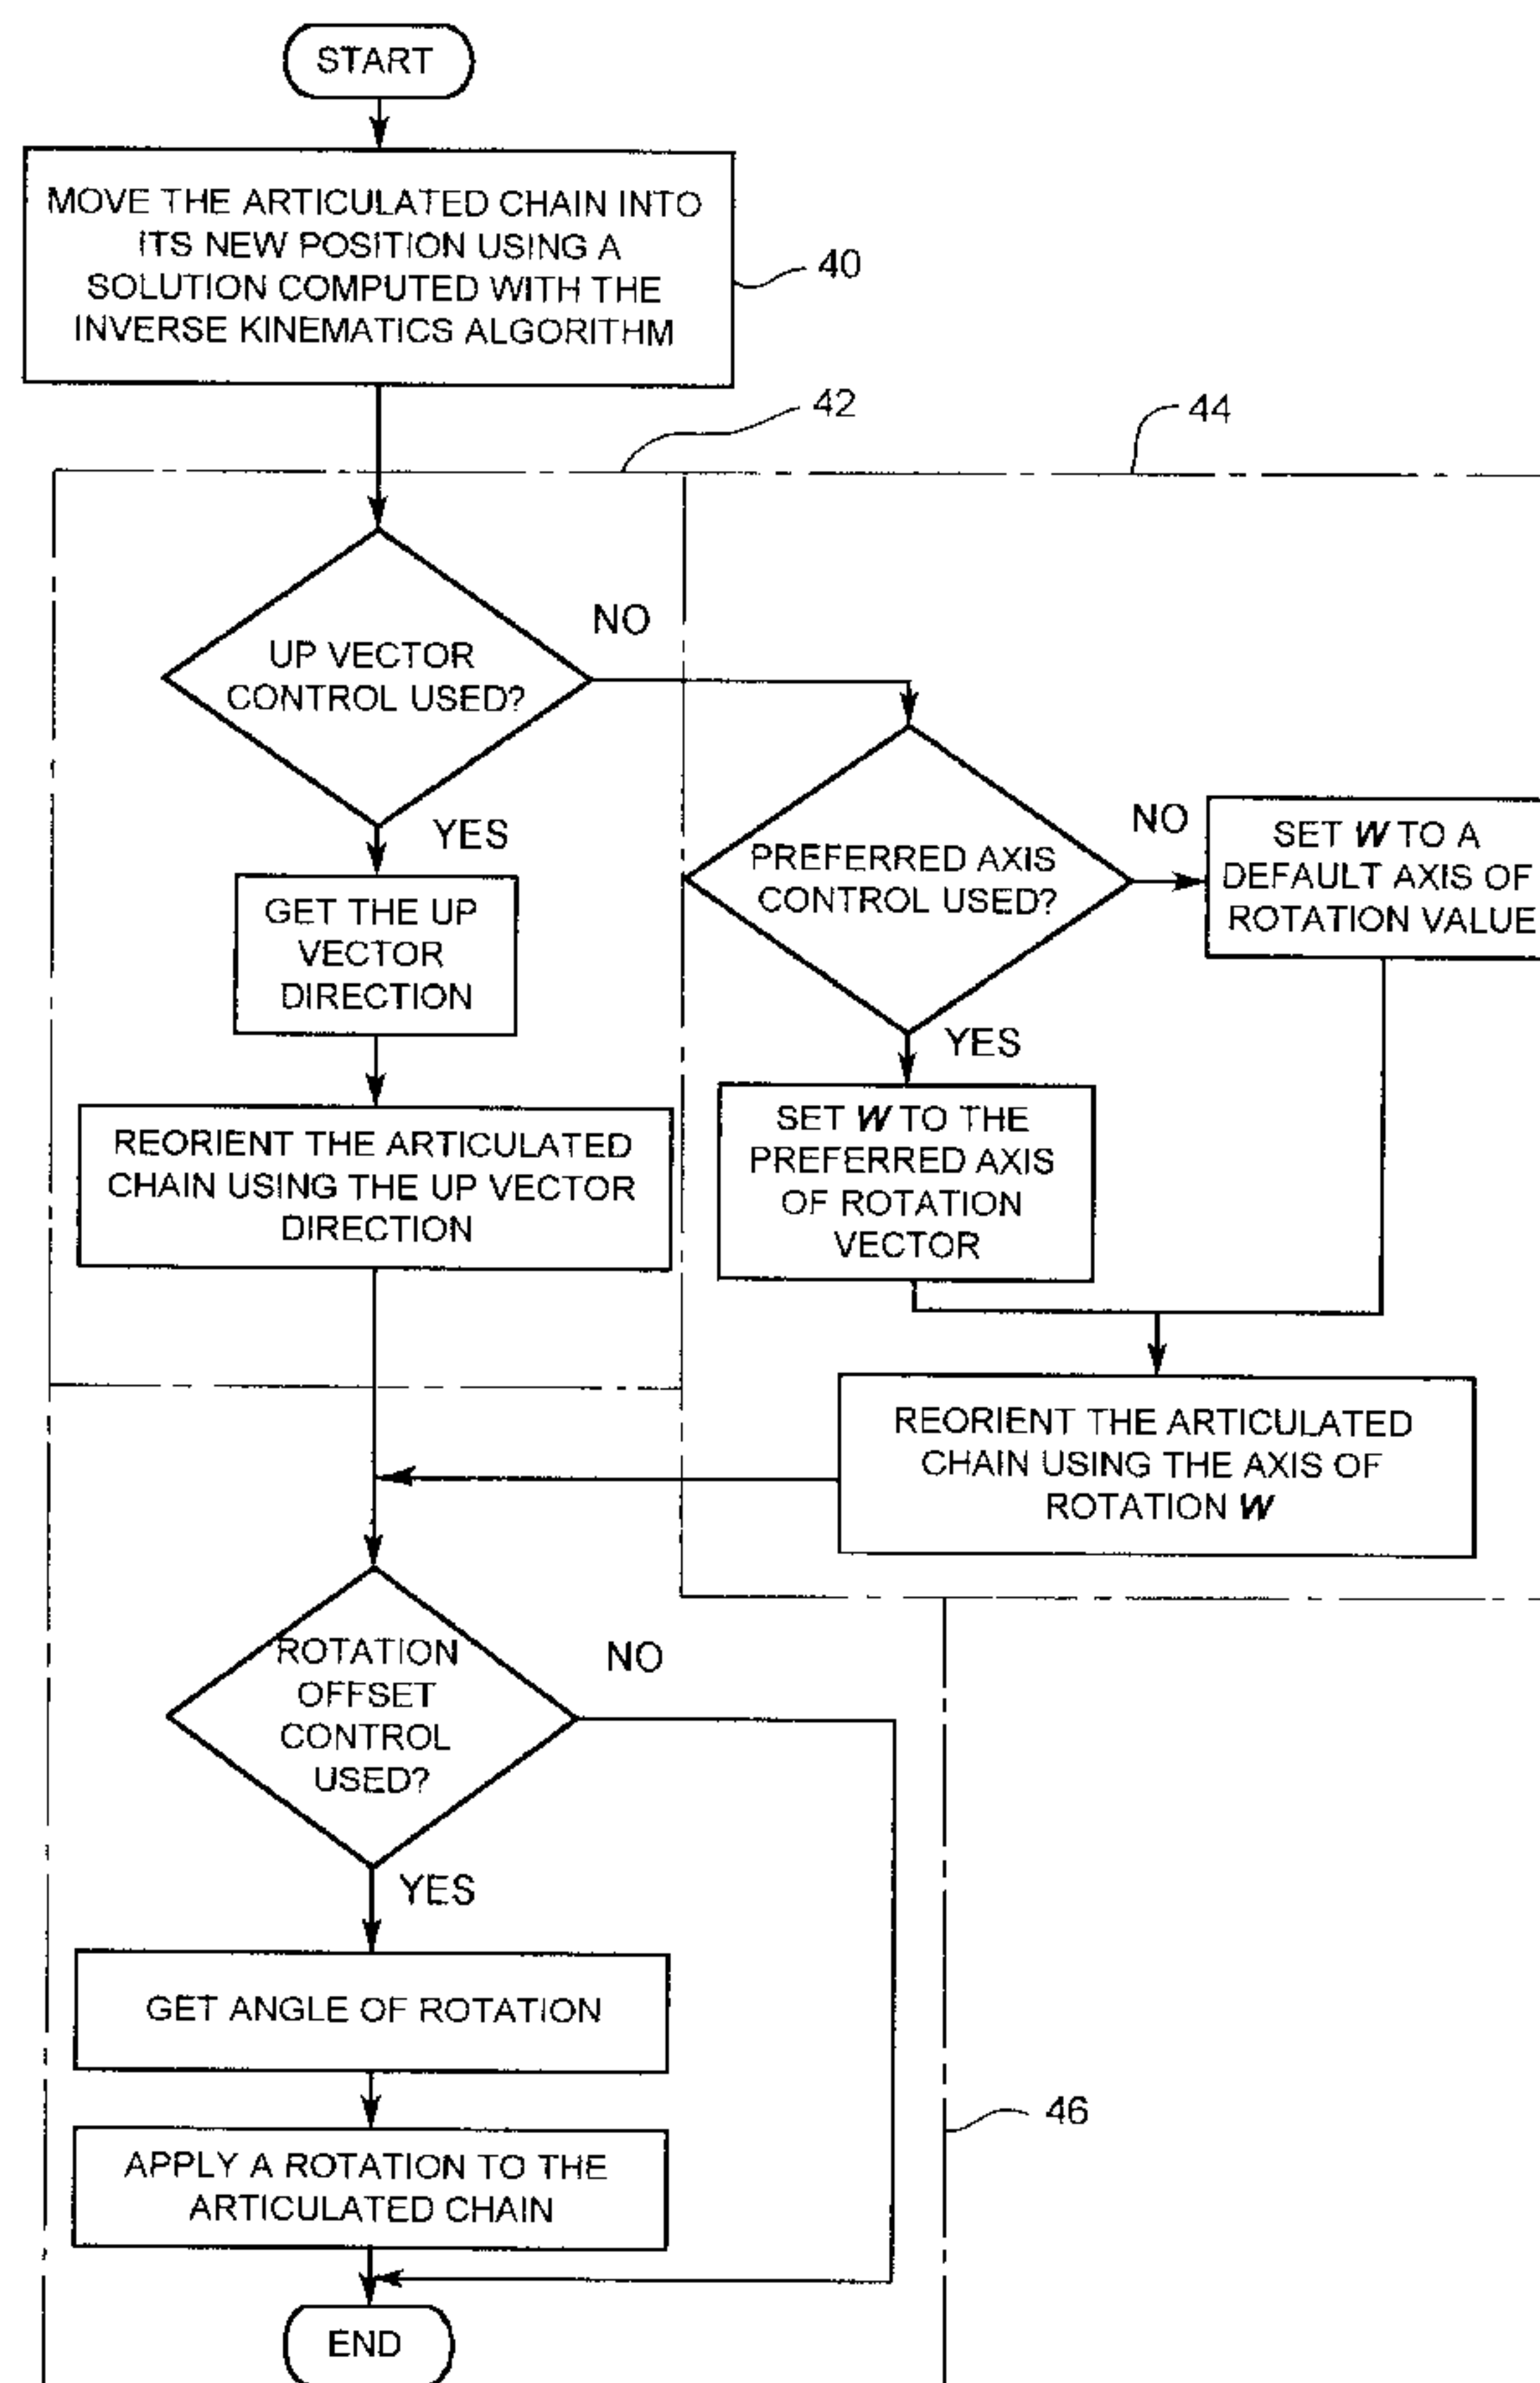 START
MOVE THE ARTICULATED CHAIN INTO
ITS NEW POSITION USING A
SOLUTION COMPUTED WITH THE
INVERSE KINEMATICS ALGORITHM
40
42
44
UP VECTOR
CONTROL USED?
NO
YES
GET THE UP
VECTOR
DIRECTION
REORIENT THE ARTICULATED
CHAIN USING THE UP VECTOR
DIRECTION
PREFERRED AXIS
CONTROL USED?
NO
SET W TO A
DEFAULT AXIS OF
ROTATION VALUE
YES
SET W TO THE
PREFERRED AXIS
OF ROTATION
VECTOR
REORIENT THE ARTICULATED
CHAIN USING THE AXIS OF
ROTATION W
ROTATION
OFFSET
CONTROL
USED?
NO
YES
GET ANGLE OF ROTATION
APPLY A ROTATION TO THE
ARTICULATED CHAIN
46
END